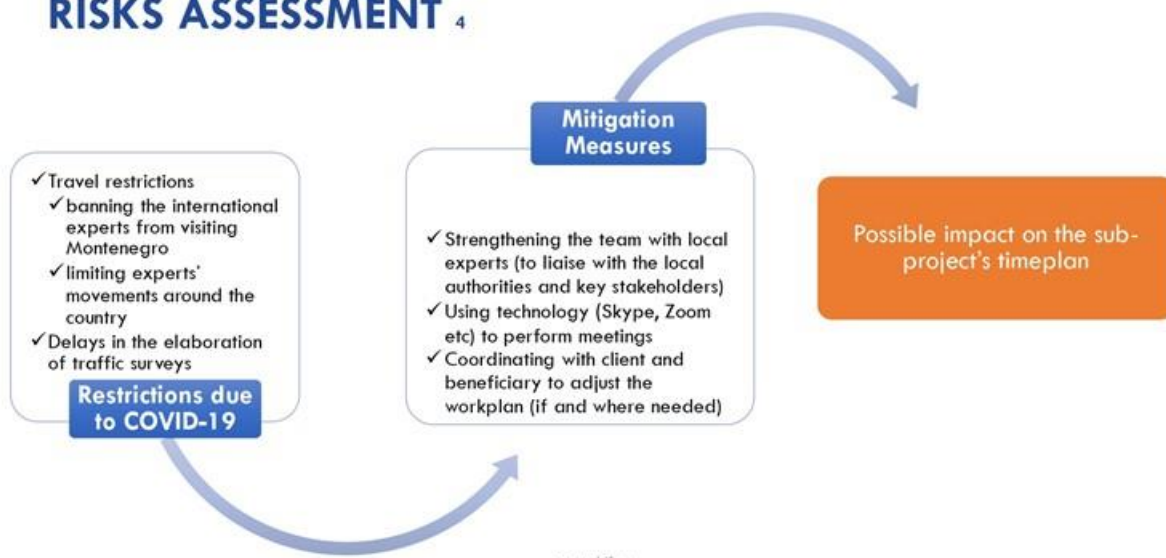 RISKS ASSESSMENT 4
✓Travel restrictions
✓banning the international
experts from visiting
Montenegro
✓limiting experts'
movements around the
country
✓Delays in the elaboration
of traffic surveys
Restrictions due
to COVID-19
Mitigation
Measures
✓Strengthening the team with local
experts (to liaise with the local
authorities and key stakeholders)
✓Using technology (Skype, Zoom
etc) to perform meetings
✓Coordinating with client and
beneficiary to adjust the
workplan (if and where needed)
Possible impact on the sub-
project's timeplan